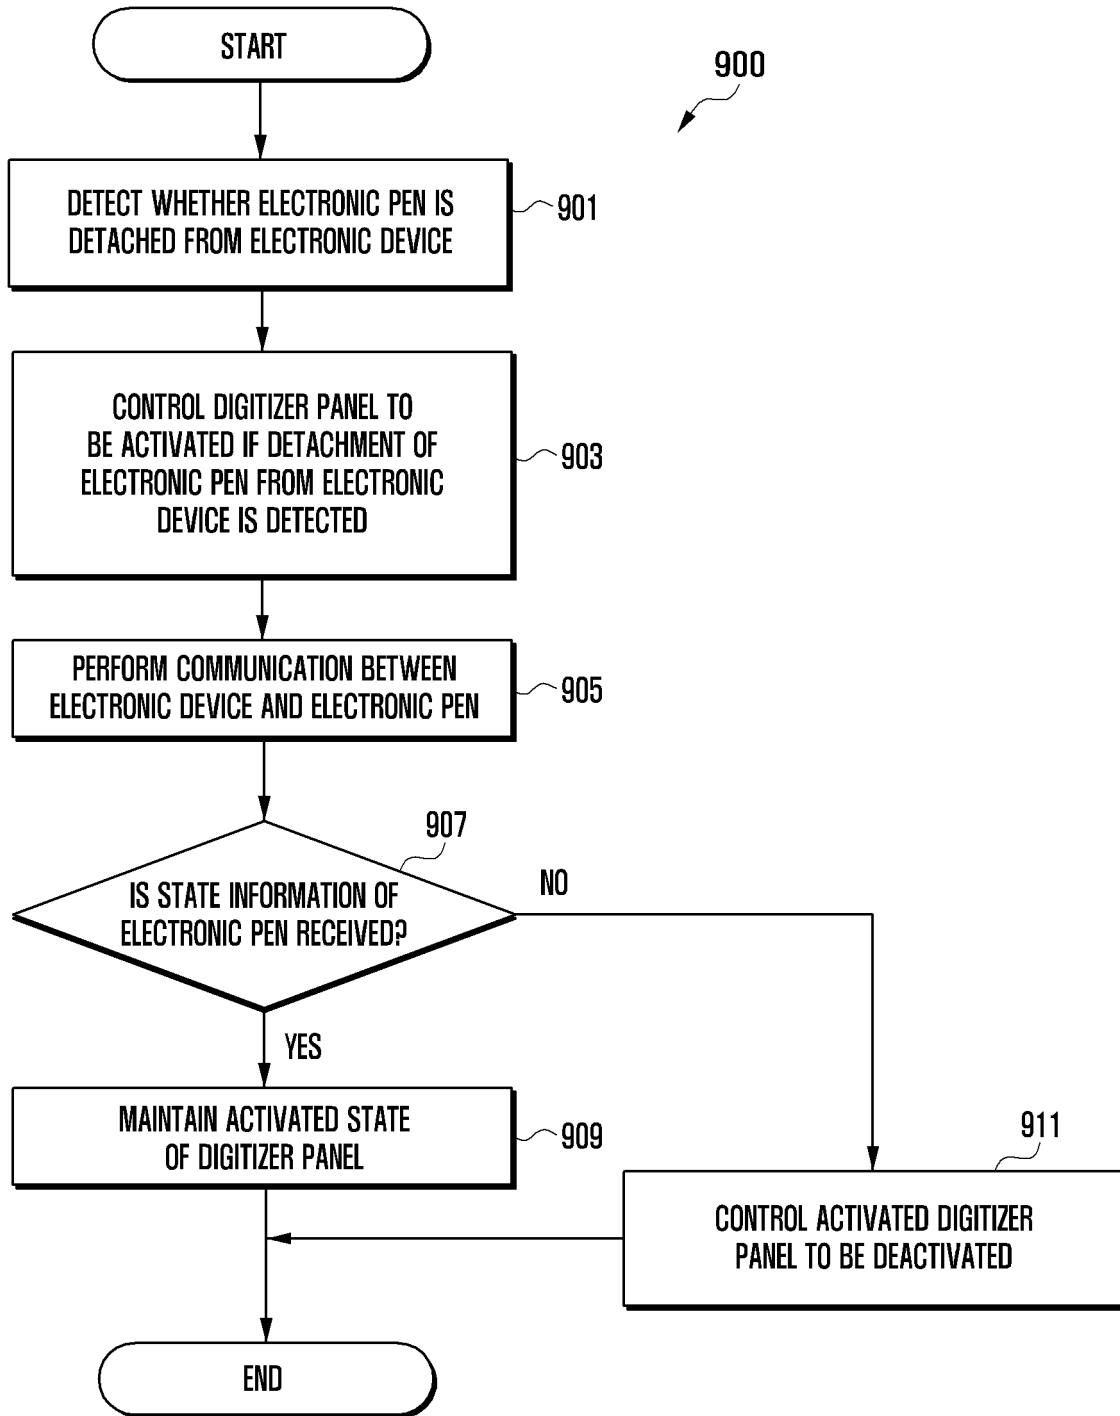 START
900
DETECT WHETHER ELECTRONIC PEN IS
DETACHED FROM ELECTRONIC DEVICE
901
CONTROL DIGITIZER PANEL TO
BE ACTIVATED IF DETACHMENT OF
ELECTRONIC PEN FROM ELECTRONIC
DEVICE IS DETECTED
903
PERFORM COMMUNICATION BETWEEN
ELECTRONIC DEVICE AND ELECTRONIC PEN
905
907
IS STATE INFORMATION OF
ELECTRONIC PEN RECEIVED?
NO
YES
MAINTAIN ACTIVATED STATE
OF DIGITIZER PANEL
909
911
CONTROL ACTIVATED DIGITIZER
PANEL TO BE DEACTIVATED
END